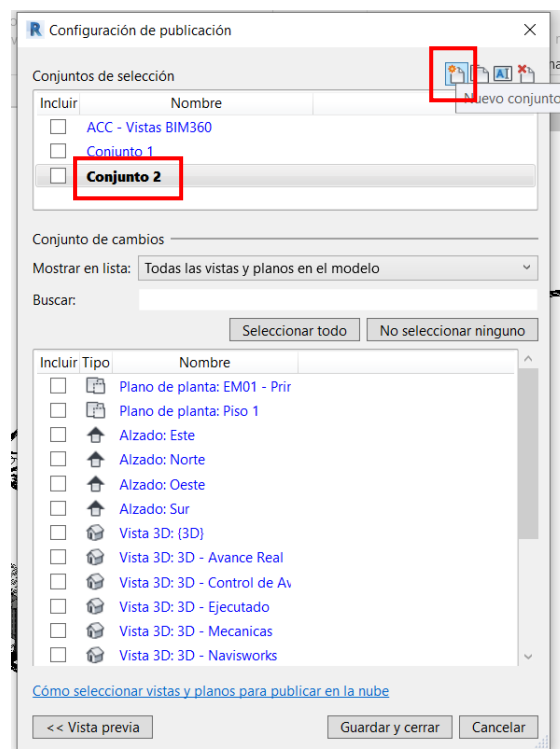 R Configuración de publicación
Conjuntos de selección
Nuevo conjunto
Incluir Nombre
ACC - Vistas BIM360
Conjunto 1
Conjunto 2
Conjunto de cambios
Mostrar en lista: Todas las vistas y planos en el modelo
Buscar:
Seleccionar todo No seleccionar ninguno
Incluir Tipo Nombre
Plano de planta: EM01 - Prir
Plano de planta: Piso 1
Alzado: Este
Alzado: Norte
Alzado: Oeste
Alzado: Sur
Vista 3D: {3D}
Vista 3D: 3D - Avance Real
Vista 3D: 3D - Control de Av
Vista 3D: 3D - Ejecutado
Vista 3D: 3D - Mecanicas
Vista 3D: 3D - Navisworks
Cómo seleccionar vistas y planos para publicar en la nube
<< Vista previa Guardar y cerrar Cancelar